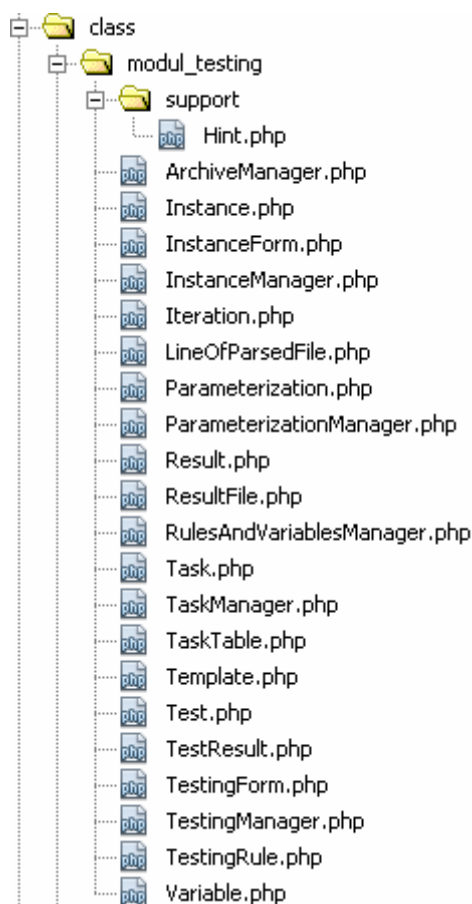 class
modul_testing
support
Hint.php
ArchiveManager.php
Instance.php
InstanceForm.php
InstanceManager.php
Iteration.php
LineOfParsedFile.php
Parameterization.php
ParameterizationManager.php
Result.php
ResultFile.php
RulesAndVariablesManager.php
Task.php
TaskManager.php
TaskTable.php
Template.php
Test.php
TestResult.php
TestingForm.php
TestingManager.php
TestingRule.php
Variable.php